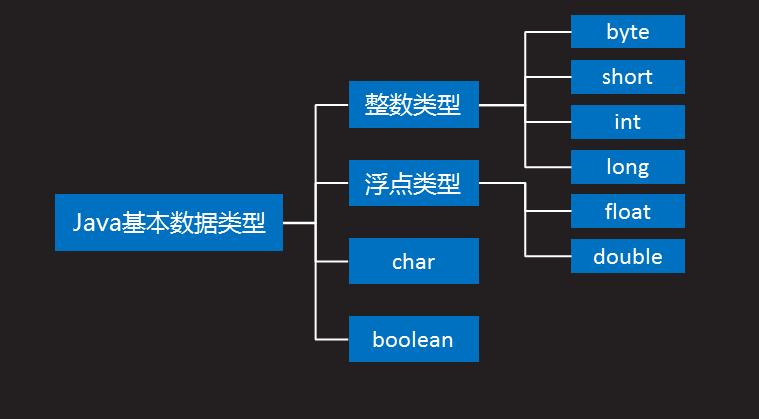 Java基本数据类型
整数类型
byte
short
int
long
浮点类型
float
double
char
boolean